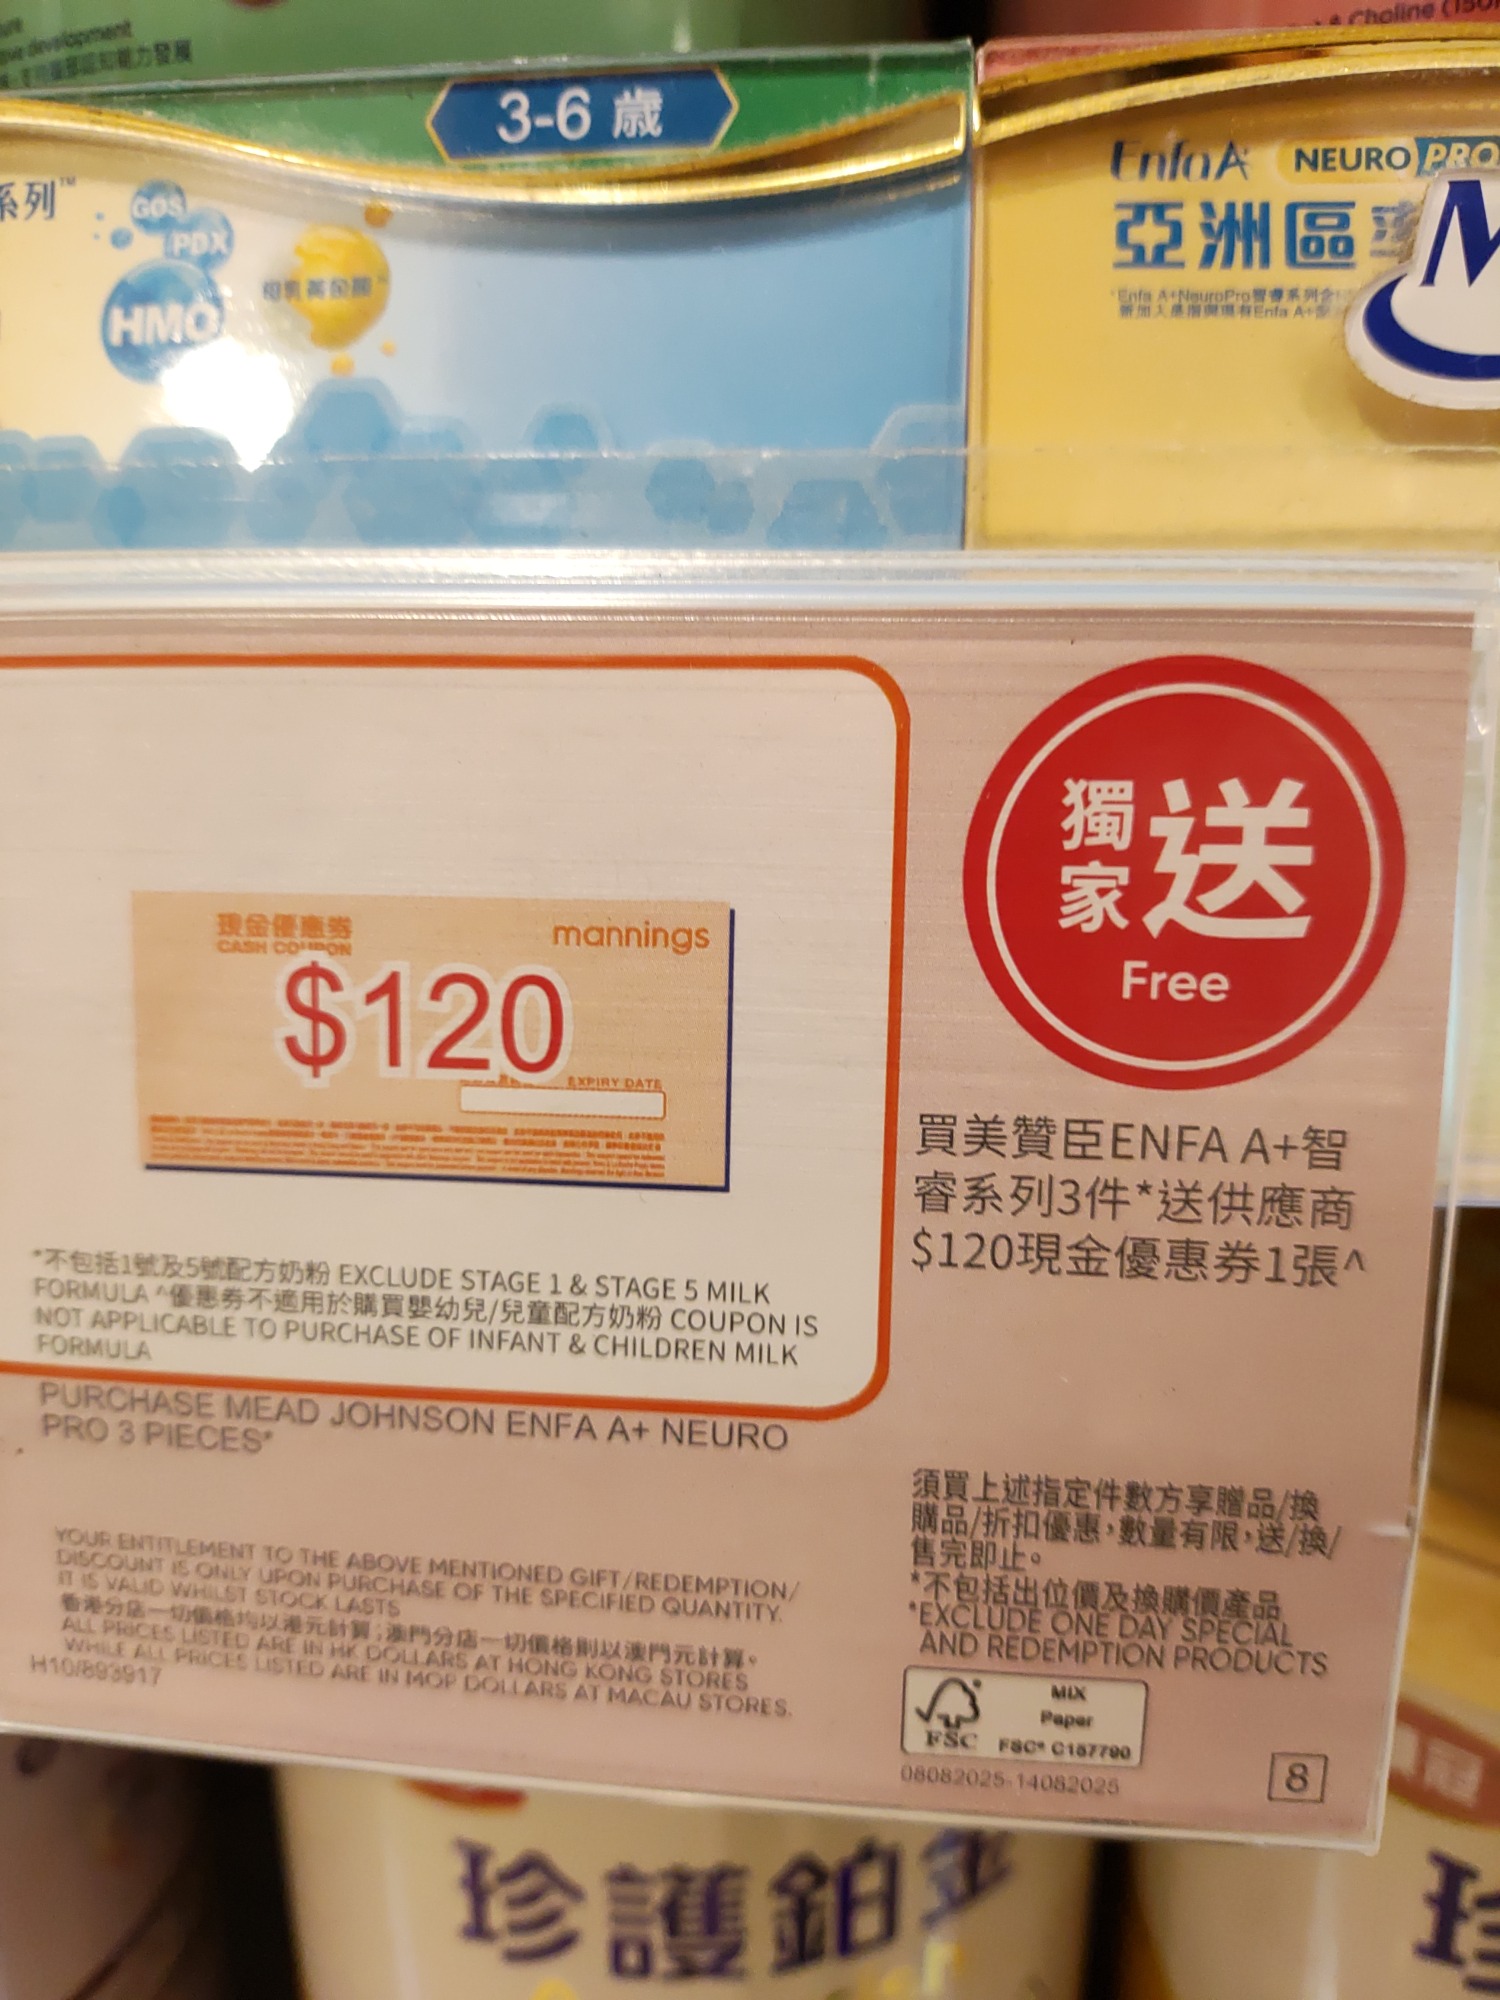 development
3-6 歲
系列™
GOS
PDX
HMO
Choline
NEURO PRO
亞洲區
現金優惠券
CASH COUPON
mannings
$120
EXPIRY DATE
獨家 送
Free
買美贊臣ENFA A+智
睿系列3件*送供應商
$120現金優惠券1張^
*不包括1號及5號配方奶粉 EXCLUDE STAGE 1 & STAGE 5 MILK
FORMULA ^優惠券不適用於購買嬰幼兒/兒童配方奶粉 COUPON IS
NOT APPLICABLE TO PURCHASE OF INFANT & CHILDREN MILK
FORMULA
PURCHASE MEAD JOHNSON ENFA A+ NEURO
PRO 3 PIECES*
須買上述指定件數方享贈品/換
購品/折扣優惠，數量有限，送/換/
售完即止。
*不包括出位價及換購價產品
*EXCLUDE ONE DAY SPECIAL
AND REDEMPTION PRODUCTS
YOUR ENTITLEMENT TO THE ABOVE MENTIONED GIFT/REDEMPTION/
DISCOUNT IS ONLY UPON PURCHASE OF THE SPECIFIED QUANTITY.
IT IS VALID WHILST STOCK LASTS
香港分店一切價格均以港元計算；澳門分店一切價格則以澳門元計算。
ALL PRICES LISTED ARE IN HK DOLLARS AT HONG KONG STORES
WHILE ALL PRICES LISTED ARE IN MOP DOLLARS AT MACAU STORES.
H10/893917
FSC
MIX
Paper
FSC® C187790
08082025-14082025
8
珍護鉑金